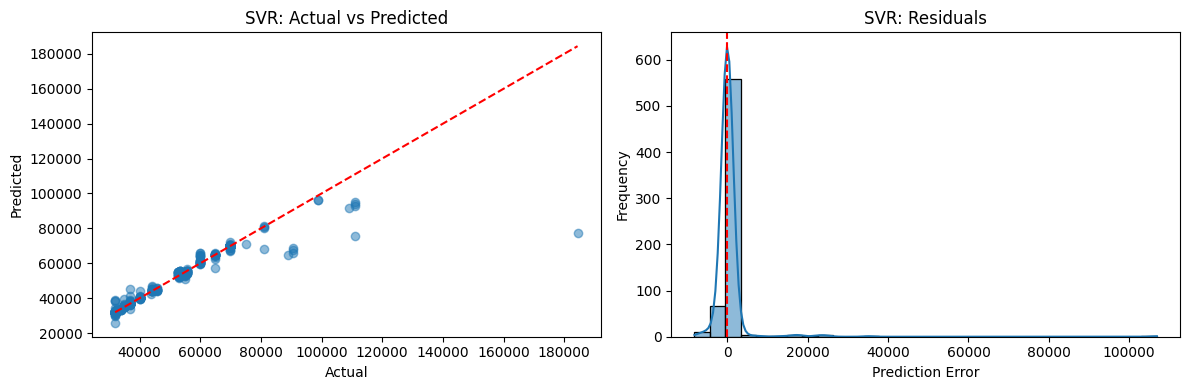 SVR: Actual vs Predicted
180000
160000
140000
120000
100000
80000
60000
40000
20000
Predicted
40000 60000 80000 100000 120000 140000 160000 180000
Actual
SVR: Residuals
600
500
400
300
200
100
0
Frequency
0 20000 40000 60000 80000 100000
Prediction Error